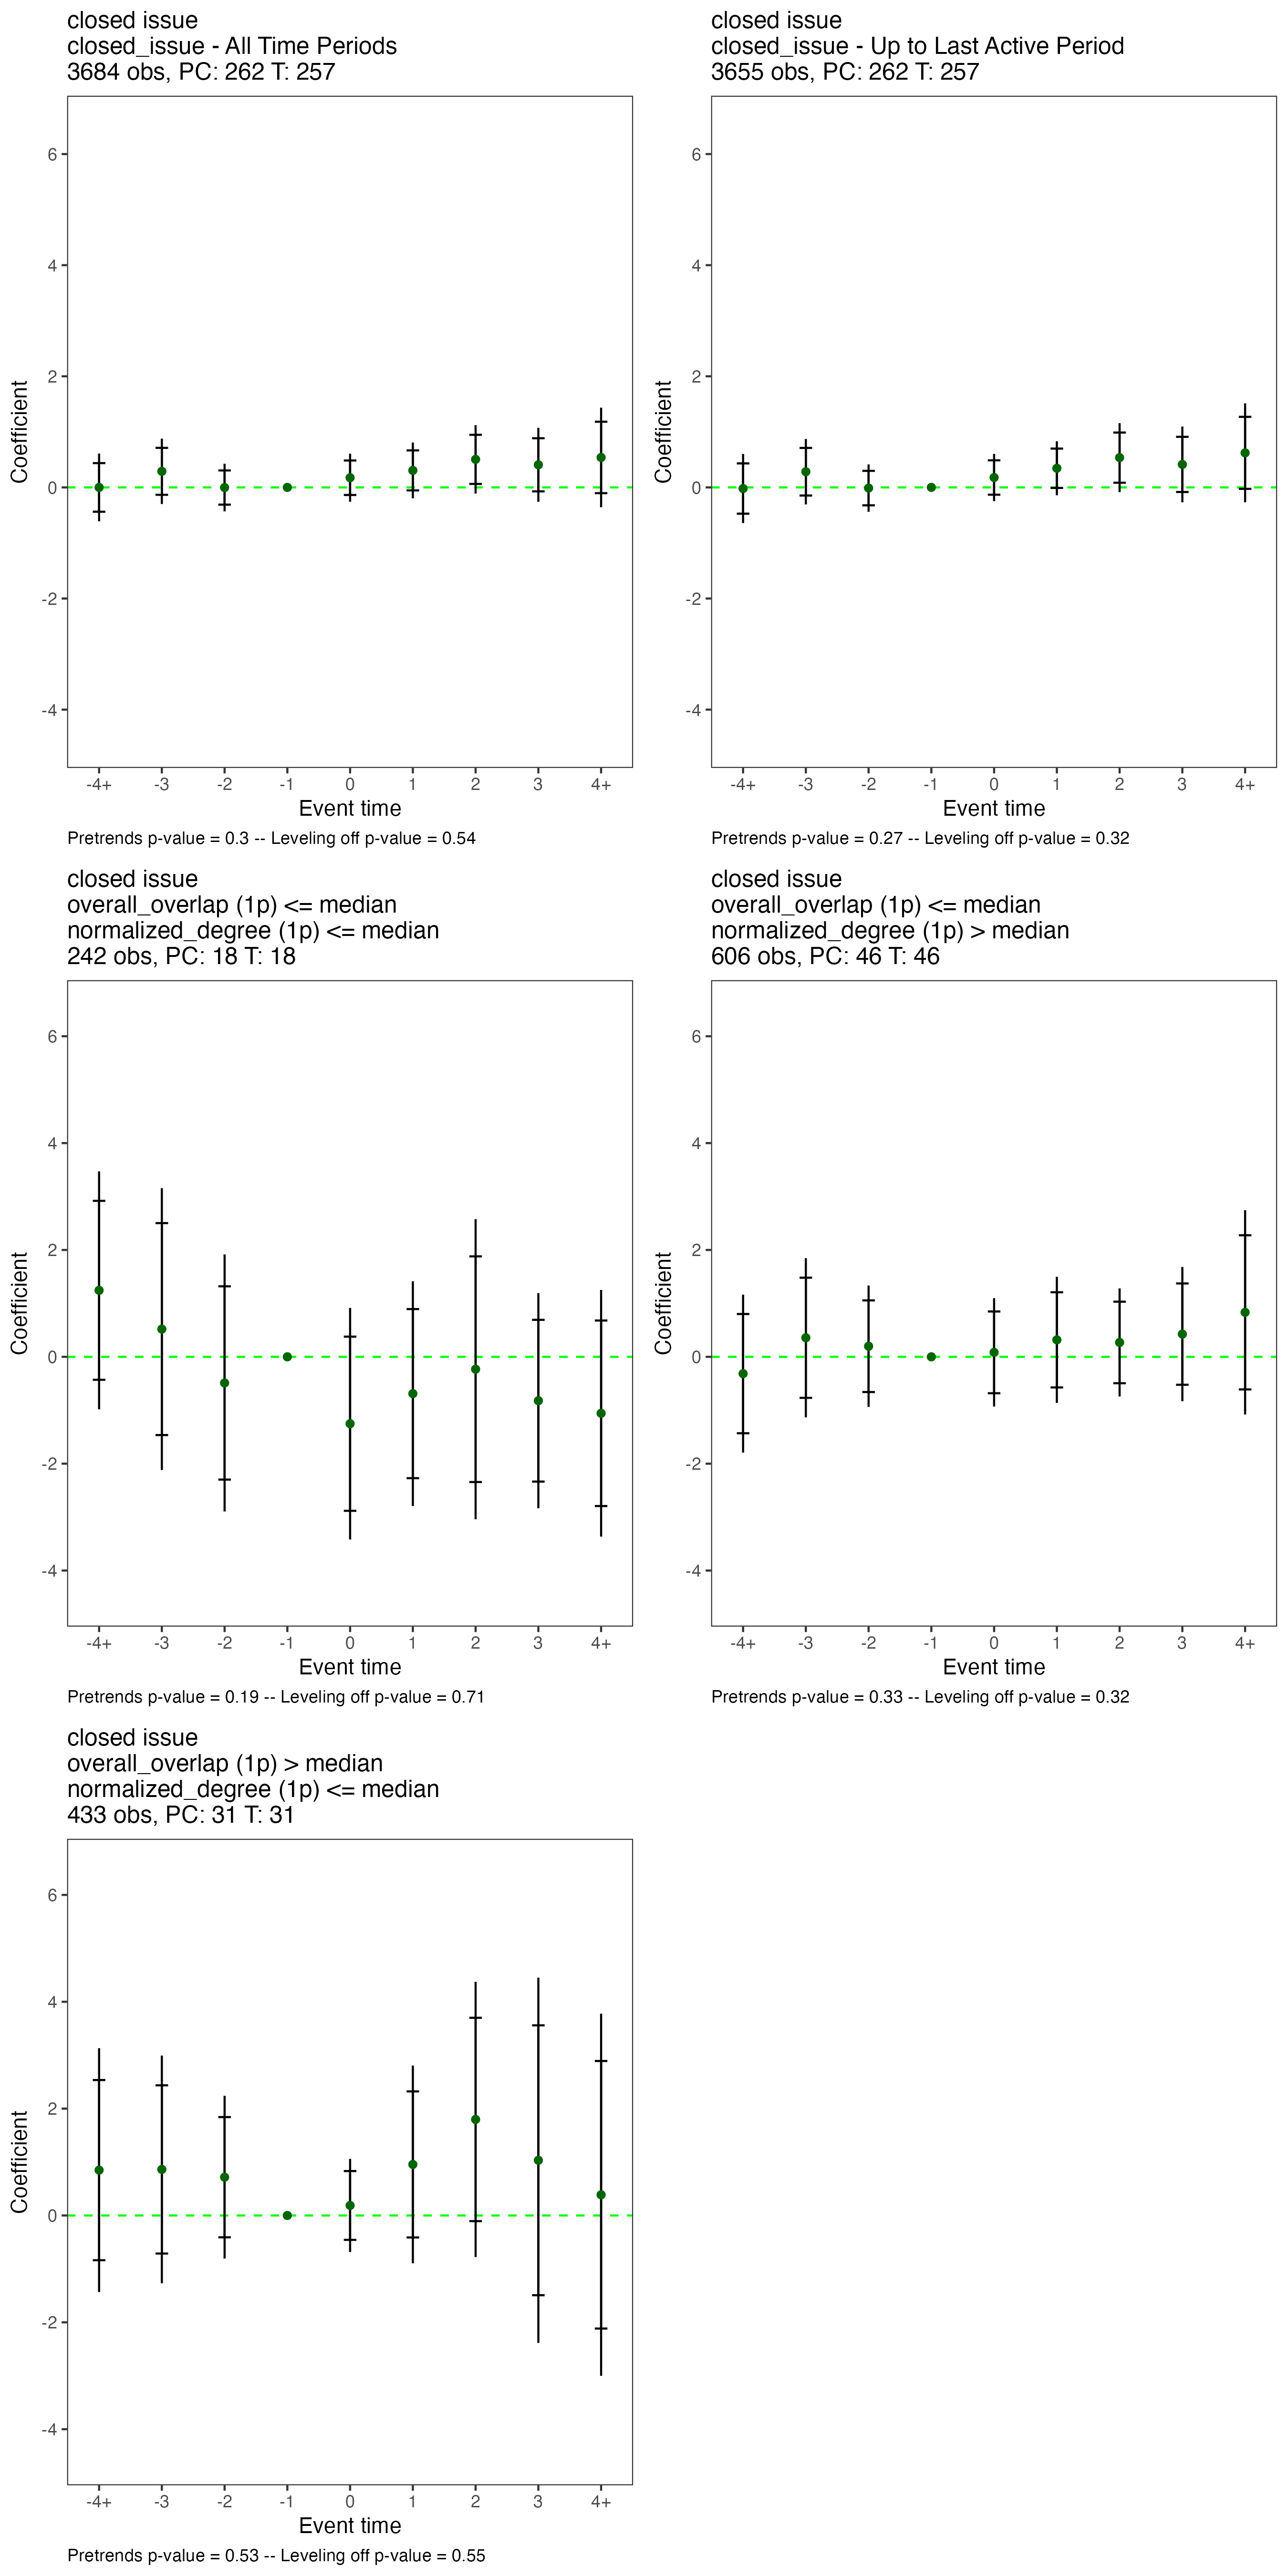 closed issue
closed_issue - All Time Periods
3684 obs, PC: 262 T: 257
Coefficient
6
4
2
0
-2
-4
-4+ -3 -2 -1 0 1 2 3 4+
Event time
Pretrends p-value = 0.3 -- Leveling off p-value = 0.54
closed issue
closed_issue - Up to Last Active Period
3655 obs, PC: 262 T: 257
Coefficient
6
4
2
0
-2
-4
-4+ -3 -2 -1 0 1 2 3 4+
Event time
Pretrends p-value = 0.27 -- Leveling off p-value = 0.32
closed issue
overall_overlap (1p) <= median
normalized_degree (1p) <= median
242 obs, PC: 18 T: 18
Coefficient
6
4
2
0
-2
-4
-4+ -3 -2 -1 0 1 2 3 4+
Event time
Pretrends p-value = 0.19 -- Leveling off p-value = 0.71
closed issue
overall_overlap (1p) <= median
normalized_degree (1p) > median
606 obs, PC: 46 T: 46
Coefficient
6
4
2
0
-2
-4
-4+ -3 -2 -1 0 1 2 3 4+
Event time
Pretrends p-value = 0.33 -- Leveling off p-value = 0.32
closed issue
overall_overlap (1p) > median
normalized_degree (1p) <= median
433 obs, PC: 31 T: 31
Coefficient
6
4
2
0
-2
-4
-4+ -3 -2 -1 0 1 2 3 4+
Event time
Pretrends p-value = 0.53 -- Leveling off p-value = 0.55